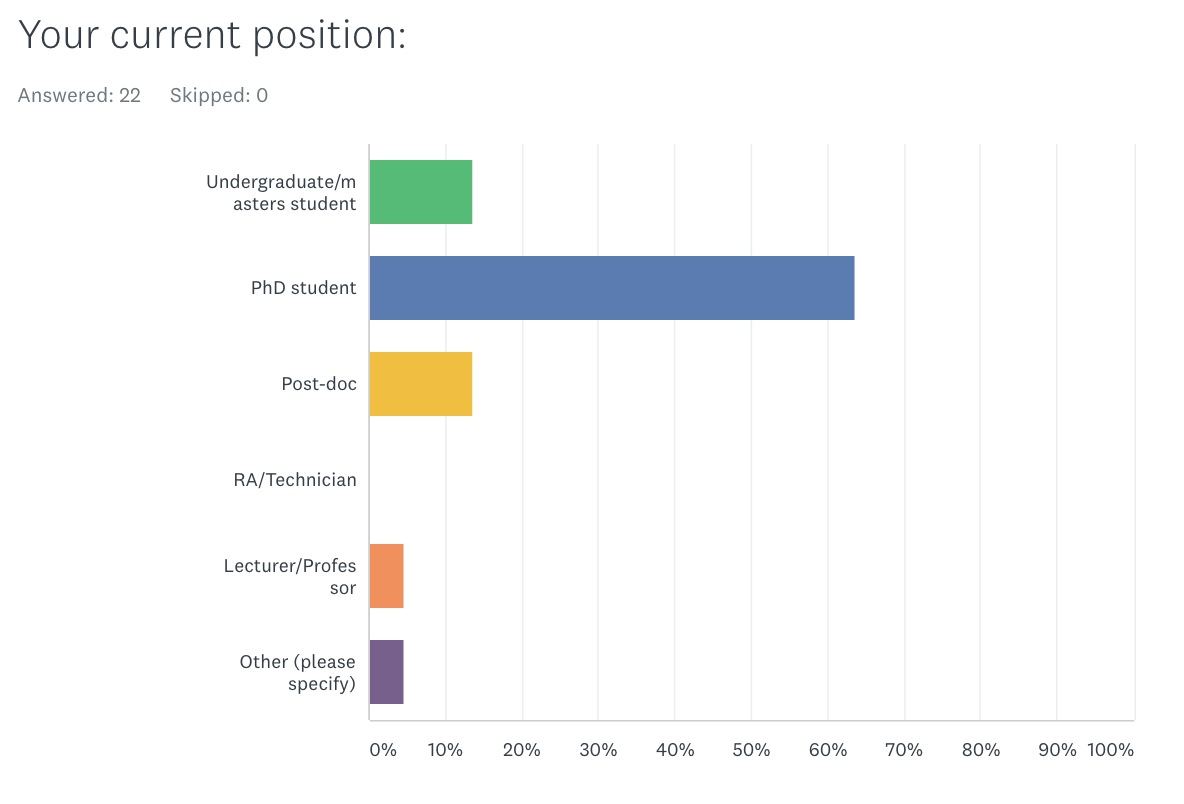 Your current position:
Answered: 22 Skipped: 0
Undergraduate/m
asters student
PhD student
Post-doc
RA/Technician
Lecturer/Profes
sor
Other (please
specify)
0% 10% 20% 30% 40% 50% 60% 70% 80% 90% 100%